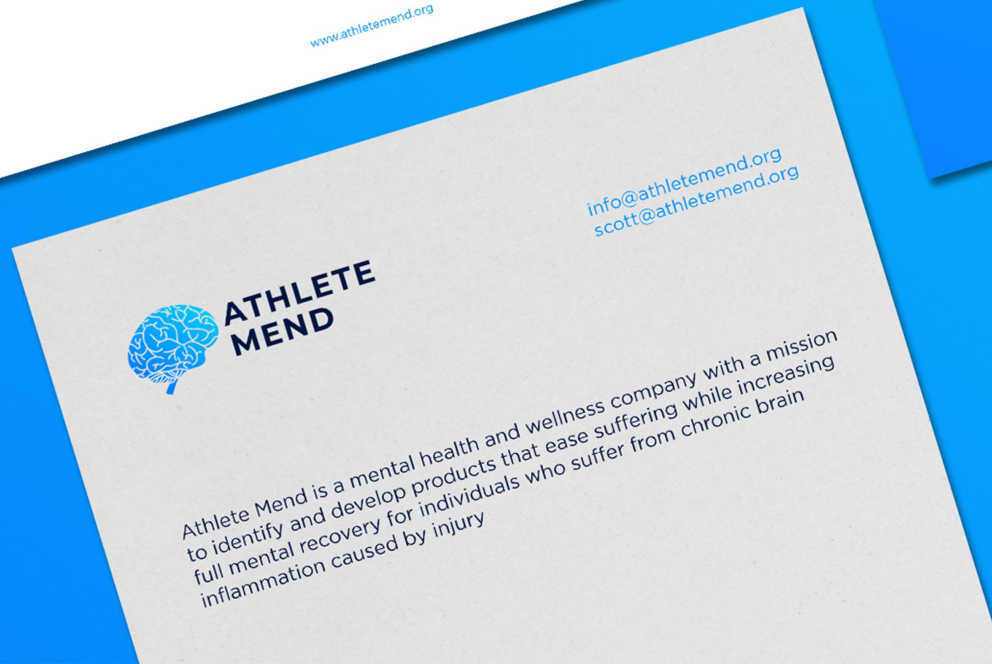 www.athletemend.org
info@athletemend.org
scott@athletemend.org
ATHLETE
MEND
Athlete Mend is a mental health and wellness company with a mission
to identify and develop products that ease suffering while increasing
full mental recovery for individuals who suffer from chronic brain
inflammation caused by injury